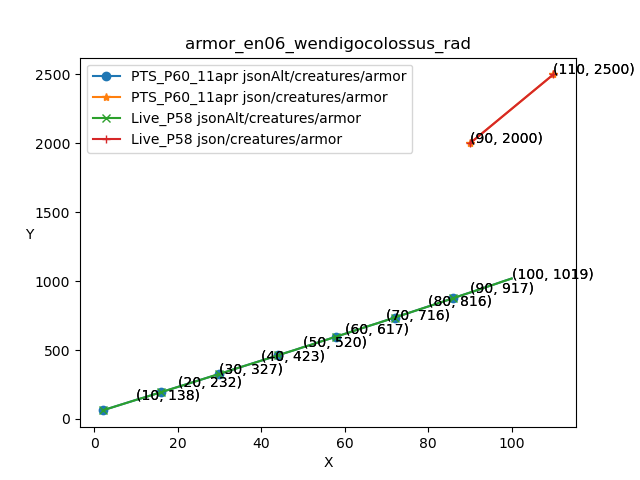 armor_en06_wendigocolossus_rad
PTS_P60_11apr jsonAlt/creatures/armor
PTS_P60_11apr json/creatures/armor
Live_P58 jsonAlt/creatures/armor
Live_P58 json/creatures/armor
(110, 2500)
(90, 2000)
(100, 1019)
(90, 917)
(80, 816)
(70, 716)
(60, 617)
(50, 520)
(40, 423)
(30, 327)
(20, 232)
(10, 138)
2500
2000
1500
1000
500
0
Y
0 20 40 60 80 100
X